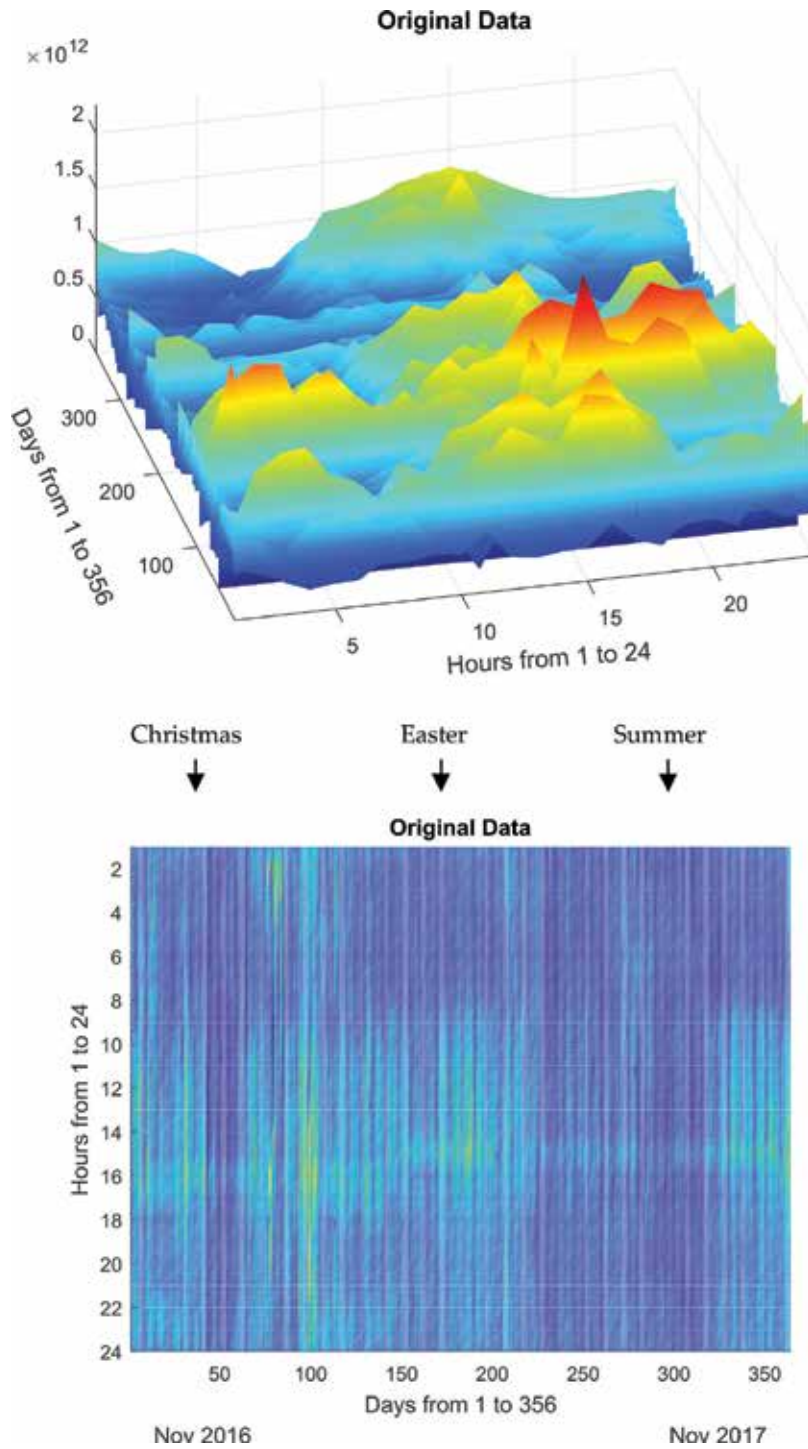 Original Data
× 10¹²
2
1.5
1
0.5
0
300
200
100
Days from 1 to 356
5
10
15
20
Hours from 1 to 24
Christmas
Easter
Summer
Original Data
2
4
6
8
10
12
14
16
18
20
22
24
Hours from 1 to 24
50
100
150
200
250
300
350
Days from 1 to 356
Nov 2016
Nov 2017